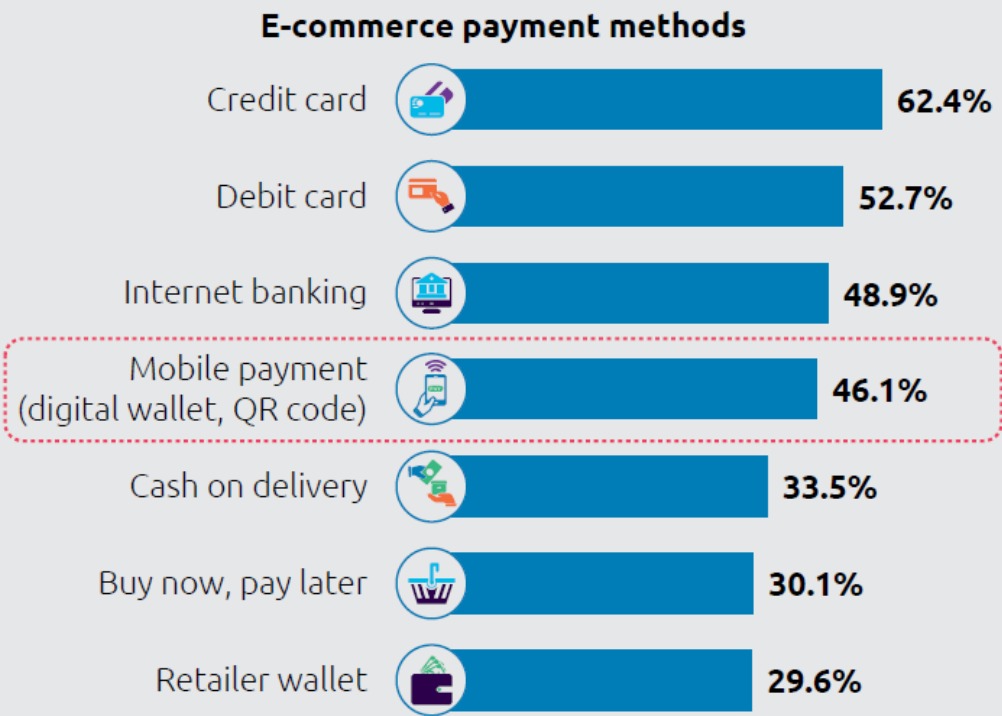 E-commerce payment methods
Credit card 62.4%
Debit card 52.7%
Internet banking 48.9%
Mobile payment
(digital wallet, QR code) 46.1%
Cash on delivery 33.5%
Buy now, pay later 30.1%
Retailer wallet 29.6%